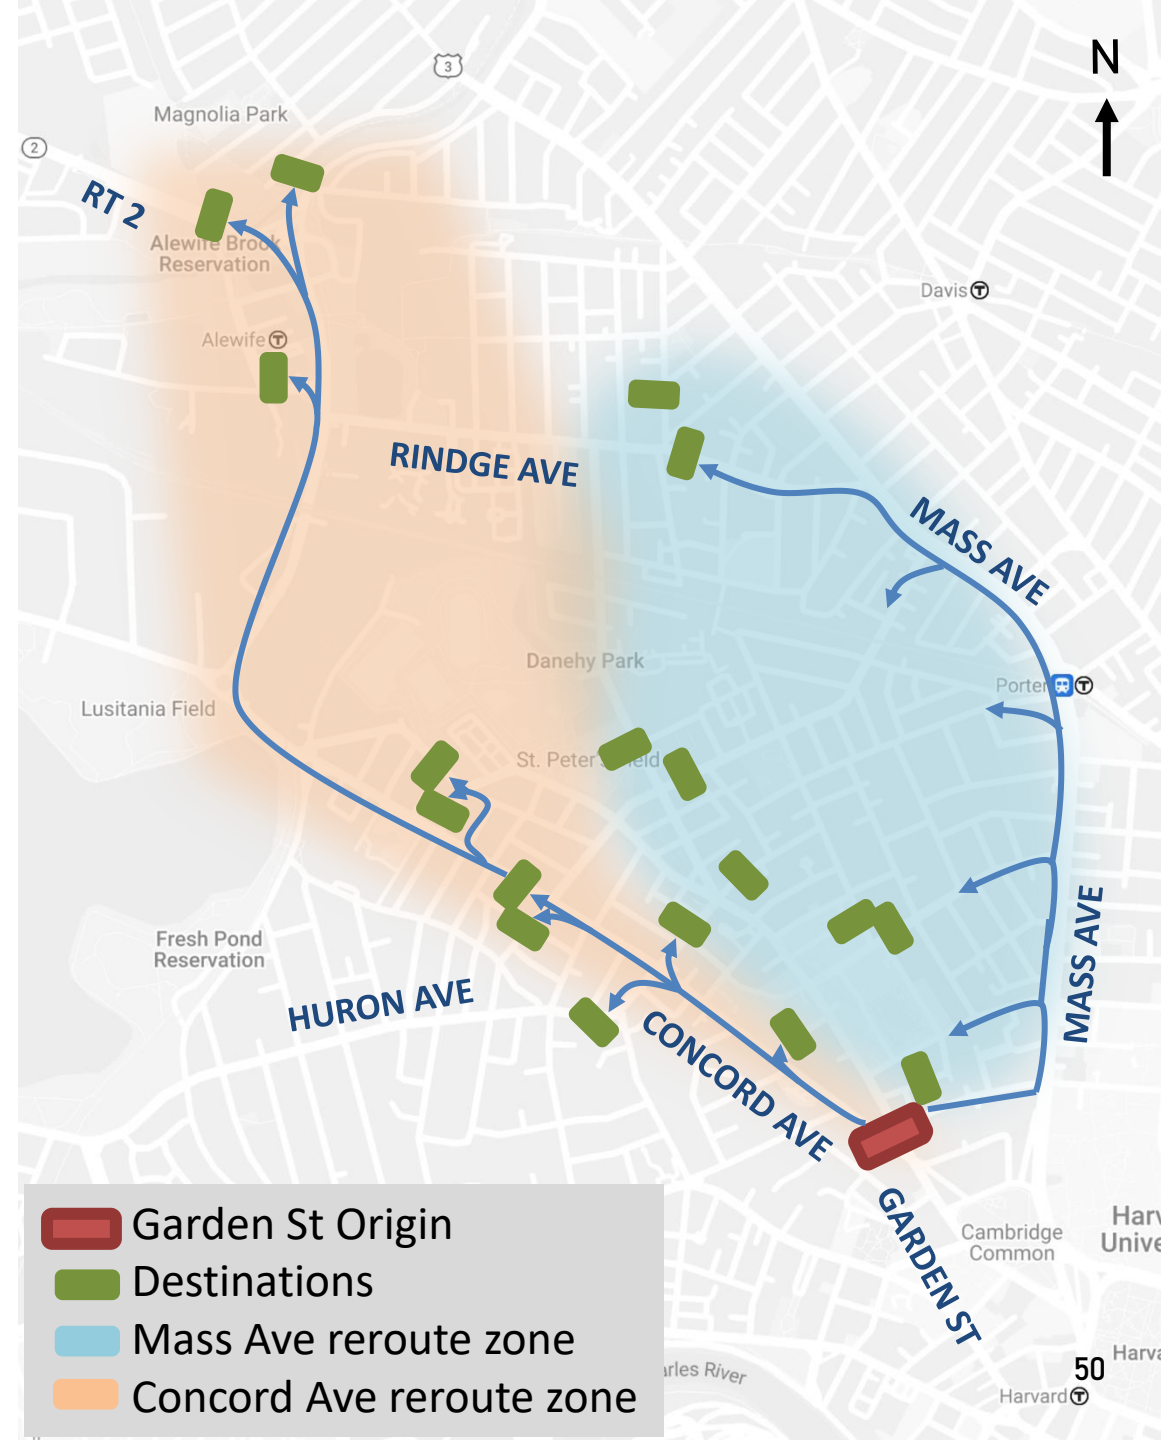 N
3
Magnolia Park
2
RT 2
Alewife Brook
Reservation
Davis T
Alewife T
RINDGE AVE
MASS AVE
Danehy Park
Porter T
Lusitania Field
MASS AVE
Fresh Pond
Reservation
HURON AVE
CONCORD AVE
GARDEN ST
Cambridge
Common
Garden St Origin
Destinations
Mass Ave reroute zone
Concord Ave reroute zone
50
Harvard T